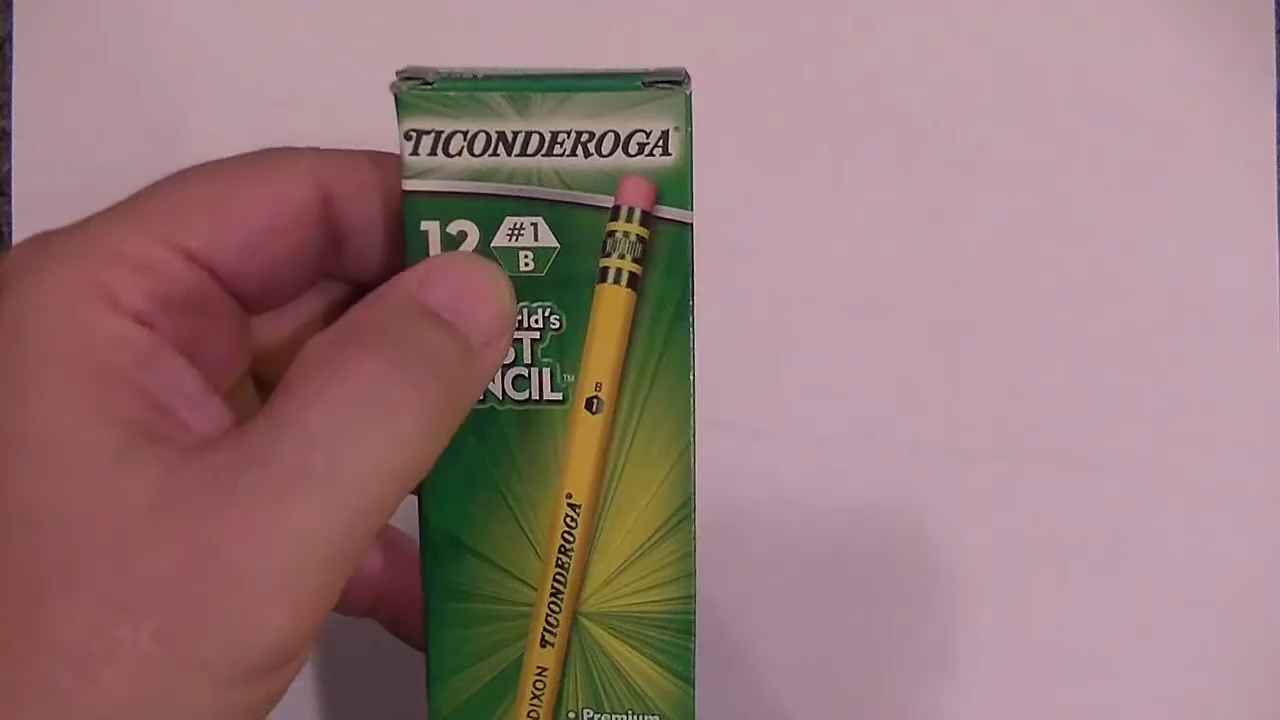 TICONDEROGA®
12 #1
B
B
1
DIXON TICONDEROGA®
• Premium